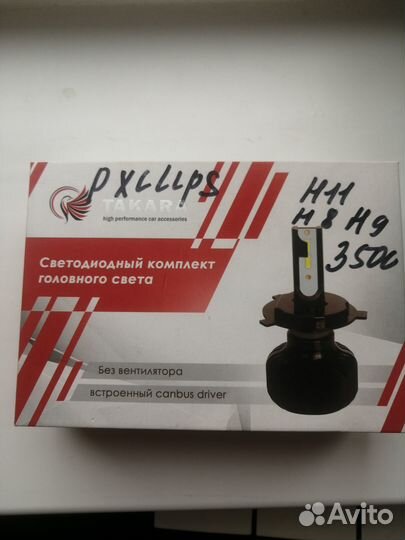 PXLLLPS
TAKARA
high performance car accessories
H11
H8 H9
3500
Светодиодный комплект
головного света
Без вентилятора
встроенный canbus driver
Avito